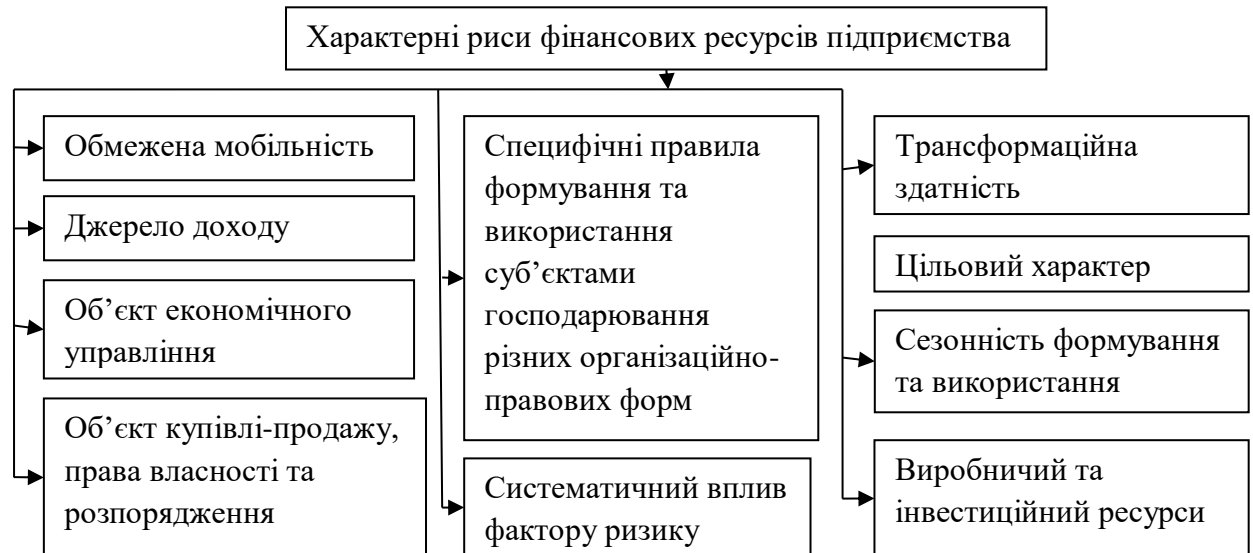 Характерні риси фінансових ресурсів підприємства
Обмежена мобільність
Джерело доходу
Об’єкт економічного
управління
Об’єкт купівлі-продажу,
права власності та
розпорядження
Специфічні правила
формування та
використання
суб’єктами
господарювання
різних організаційно-
правових форм
Систематичний вплив
фактору ризику
Трансформаційна
здатність
Цільовий характер
Сезонність формування
та використання
Виробничий та
інвестиційний ресурси